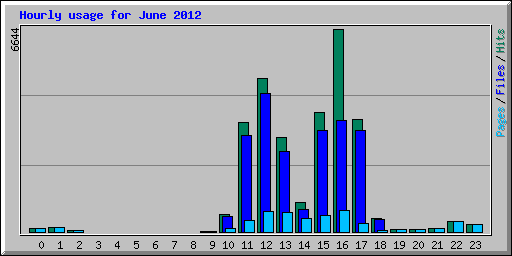 Hourly usage for June 2012
6644
Pages/Files/Hits
0 1 2 3 4 5 6 7 8 9 10 11 12 13 14 15 16 17 18 19 20 21 22 23